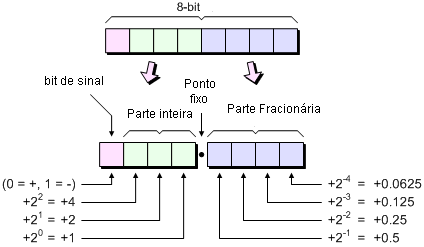 8-bit
bit de sinal
Ponto
fixo
Parte inteira
Parte Fracionária
(0 = +, 1 = -)
+2² = +4
+2¹ = +2
+2⁰ = +1
+2⁻⁴ = +0.0625
+2⁻³ = +0.125
+2⁻² = +0.25
+2⁻¹ = +0.5